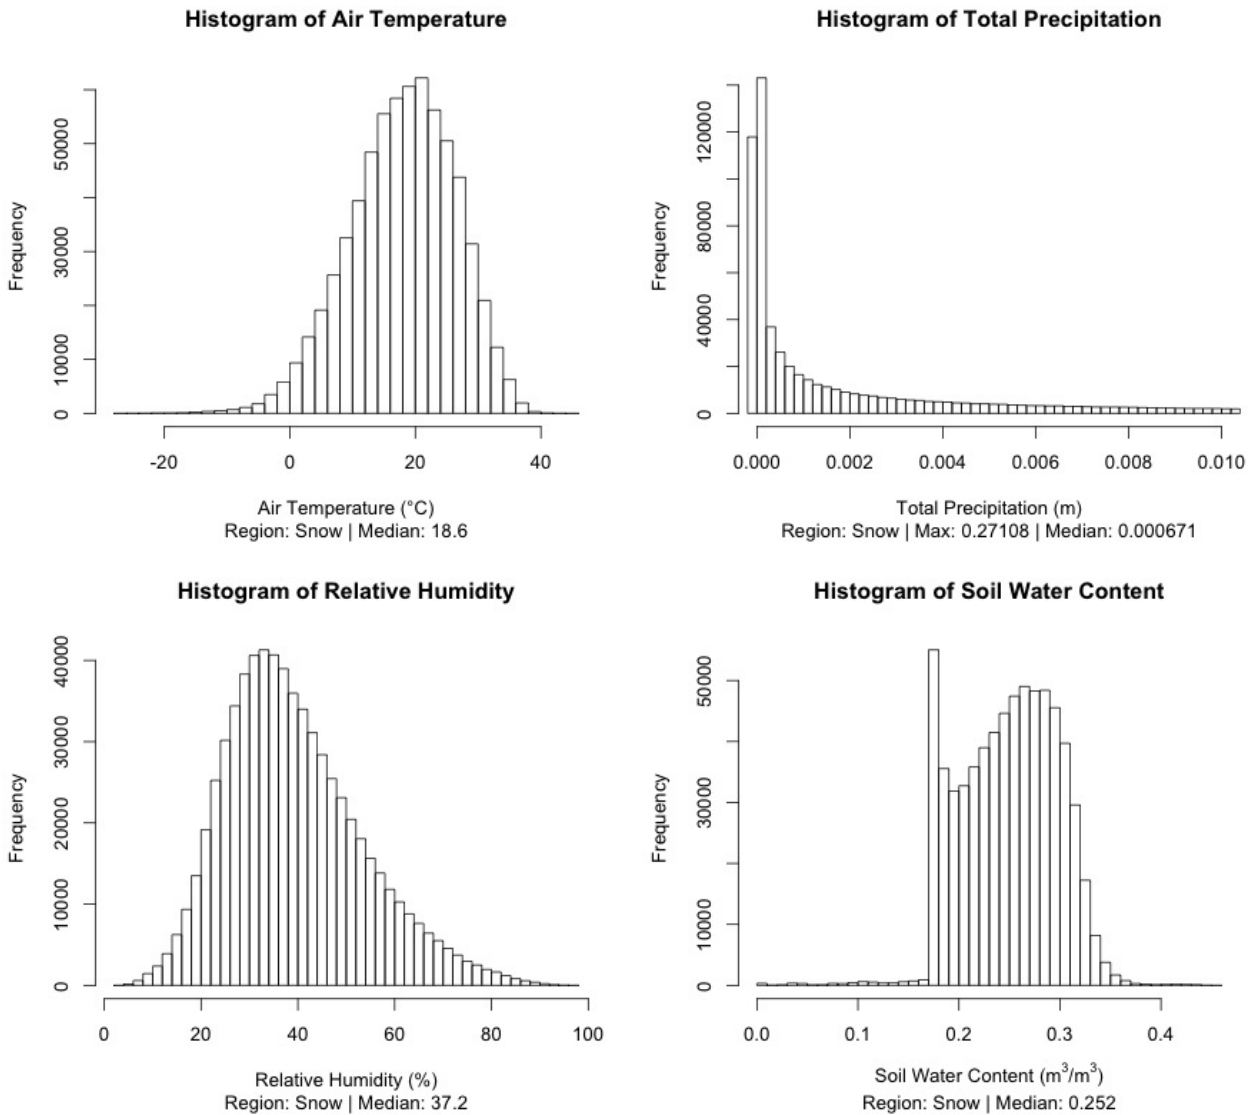 Histogram of Air Temperature
Frequency
0
10000
30000
50000
-20
0
20
40
Air Temperature (°C)
Region: Snow | Median: 18.6
Histogram of Total Precipitation
Frequency
0
40000
80000
120000
0.000
0.002
0.004
0.006
0.008
0.010
Total Precipitation (m)
Region: Snow | Max: 0.27108 | Median: 0.000671
Histogram of Relative Humidity
Frequency
0
10000
20000
30000
40000
0
20
40
60
80
100
Relative Humidity (%)
Region: Snow | Median: 37.2
Histogram of Soil Water Content
Frequency
0
10000
30000
50000
0.0
0.1
0.2
0.3
0.4
Soil Water Content (m³/m³)
Region: Snow | Median: 0.252